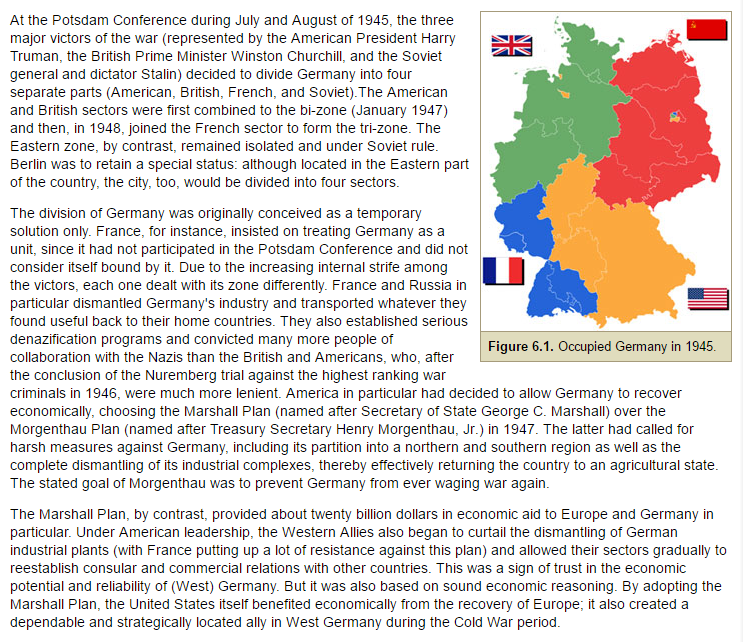 At the Potsdam Conference during July and August of 1945, the three
major victors of the war (represented by the American President Harry
Truman, the British Prime Minister Winston Churchill, and the Soviet
general and dictator Stalin) decided to divide Germany into four
separate parts (American, British, French, and Soviet).The American
and British sectors were first combined to the bi-zone (January 1947)
and then, in 1948, joined the French sector to form the tri-zone. The
Eastern zone, by contrast, remained isolated and under Soviet rule.
Berlin was to retain a special status: although located in the Eastern part
of the country, the city, too, would be divided into four sectors.
The division of Germany was originally conceived as a temporary
solution only. France, for instance, insisted on treating Germany as a
unit, since it had not participated in the Potsdam Conference and did not
consider itself bound by it. Due to the increasing internal strife among
the victors, each one dealt with its zone differently. France and Russia in
particular dismantled Germany's industry and transported whatever they
found useful back to their home countries. They also established serious
denazification programs and convicted many more people of
collaboration with the Nazis than the British and Americans, who, after
the conclusion of the Nuremberg trial against the highest ranking war
criminals in 1946, were much more lenient. America in particular had decided to allow Germany to recover
economically, choosing the Marshall Plan (named after Secretary of State George C. Marshall) over the
Morgenthau Plan (named after Treasury Secretary Henry Morgenthau, Jr.) in 1947. The latter had called for
harsh measures against Germany, including its partition into a northern and southern region as well as the
complete dismantling of its industrial complexes, thereby effectively returning the country to an agricultural state.
The stated goal of Morgenthau was to prevent Germany from ever waging war again.
The Marshall Plan, by contrast, provided about twenty billion dollars in economic aid to Europe and Germany in
particular. Under American leadership, the Western Allies also began to curtail the dismantling of German
industrial plants (with France putting up a lot of resistance against this plan) and allowed their sectors gradually to
reestablish consular and commercial relations with other countries. This was a sign of trust in the economic
potential and reliability of (West) Germany. But it was also based on sound economic reasoning. By adopting the
Marshall Plan, the United States itself benefited economically from the recovery of Europe; it also created a
dependable and strategically located ally in West Germany during the Cold War period.
Figure 6.1. Occupied Germany in 1945.